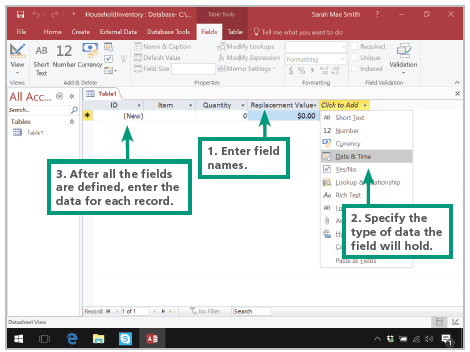 HouseholdInventory : Database- C:\...
Table Tools
Sarah Mae Smith
File Home Create External Data Database Tools Fields Table Tell me what you want to do
View
Short Text
Number
Currency
Name & Caption
Default Value
Field Size
Modify Lookups
Modify Expression
Memo Settings
Formatting
$ % ,
Required
Unique
Indexed
Validation
Views Add & Delete Properties Formatting Field Validation
All Acc...
Search...
Tables
Table1
Table1
ID Item Quantity Replacement Value Click to Add
(New) 0 $0.00
AB Short Text
12 Number
Currency
Date & Time
Yes/No
Lookup & Relationship
Aa Rich Text
Paste as Fields
1. Enter field
names.
2. Specify the
type of data the
field will hold.
3. After all the fields
are defined, enter the
data for each record.
Record: 1 of 1 No Filter Search
Datasheet View